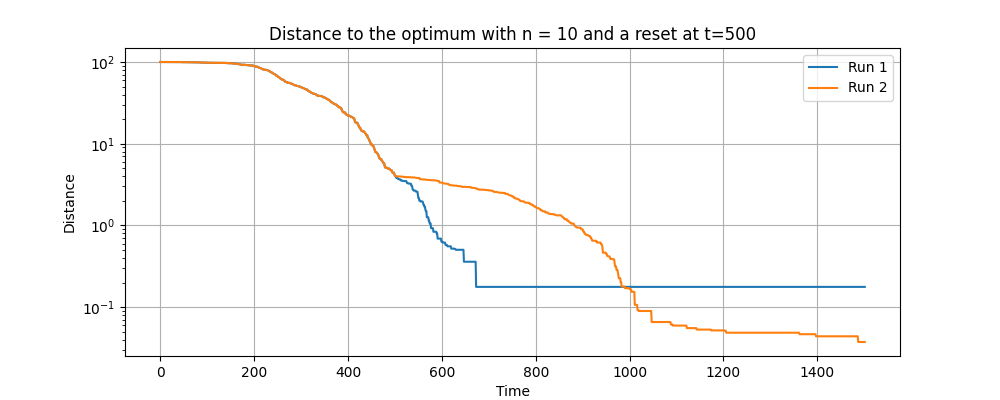 Distance to the optimum with n = 10 and a reset at t=500
Run 1
Run 2
Distance
10²
10¹
10⁰
10⁻¹
0 200 400 600 800 1000 1200 1400
Time